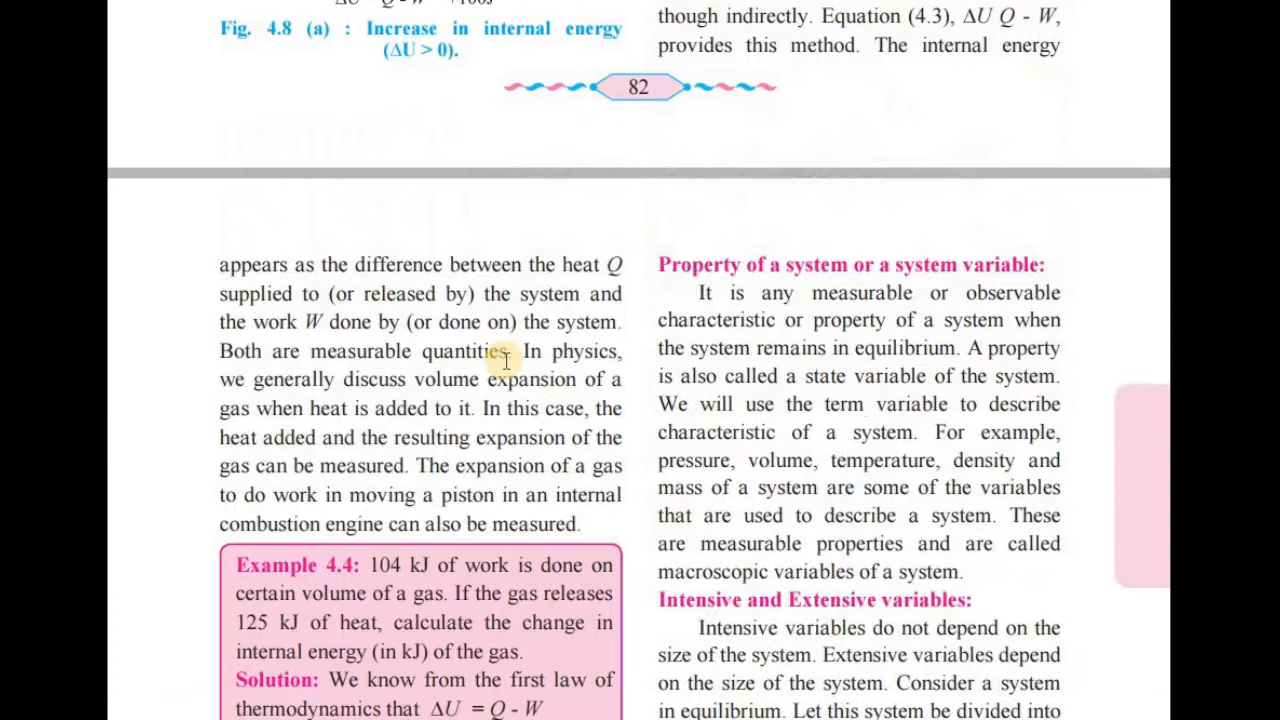 ΔU = Q - W = +100J
Fig. 4.8 (a) : Increase in internal energy
(ΔU > 0).
though indirectly. Equation (4.3), ΔU Q - W,
provides this method. The internal energy
82
appears as the difference between the heat Q
supplied to (or released by) the system and
the work W done by (or done on) the system.
Both are measurable quantities. In physics,
we generally discuss volume expansion of a
gas when heat is added to it. In this case, the
heat added and the resulting expansion of the
gas can be measured. The expansion of a gas
to do work in moving a piston in an internal
combustion engine can also be measured.
Example 4.4: 104 kJ of work is done on
certain volume of a gas. If the gas releases
125 kJ of heat, calculate the change in
internal energy (in kJ) of the gas.
Solution: We know from the first law of
thermodynamics that ΔU = Q - W
Property of a system or a system variable:
It is any measurable or observable
characteristic or property of a system when
the system remains in equilibrium. A property
is also called a state variable of the system.
We will use the term variable to describe
characteristic of a system. For example,
pressure, volume, temperature, density and
mass of a system are some of the variables
that are used to describe a system. These
are measurable properties and are called
macroscopic variables of a system.
Intensive and Extensive variables:
Intensive variables do not depend on the
size of the system. Extensive variables depend
on the size of the system. Consider a system
in equilibrium. Let this system be divided into